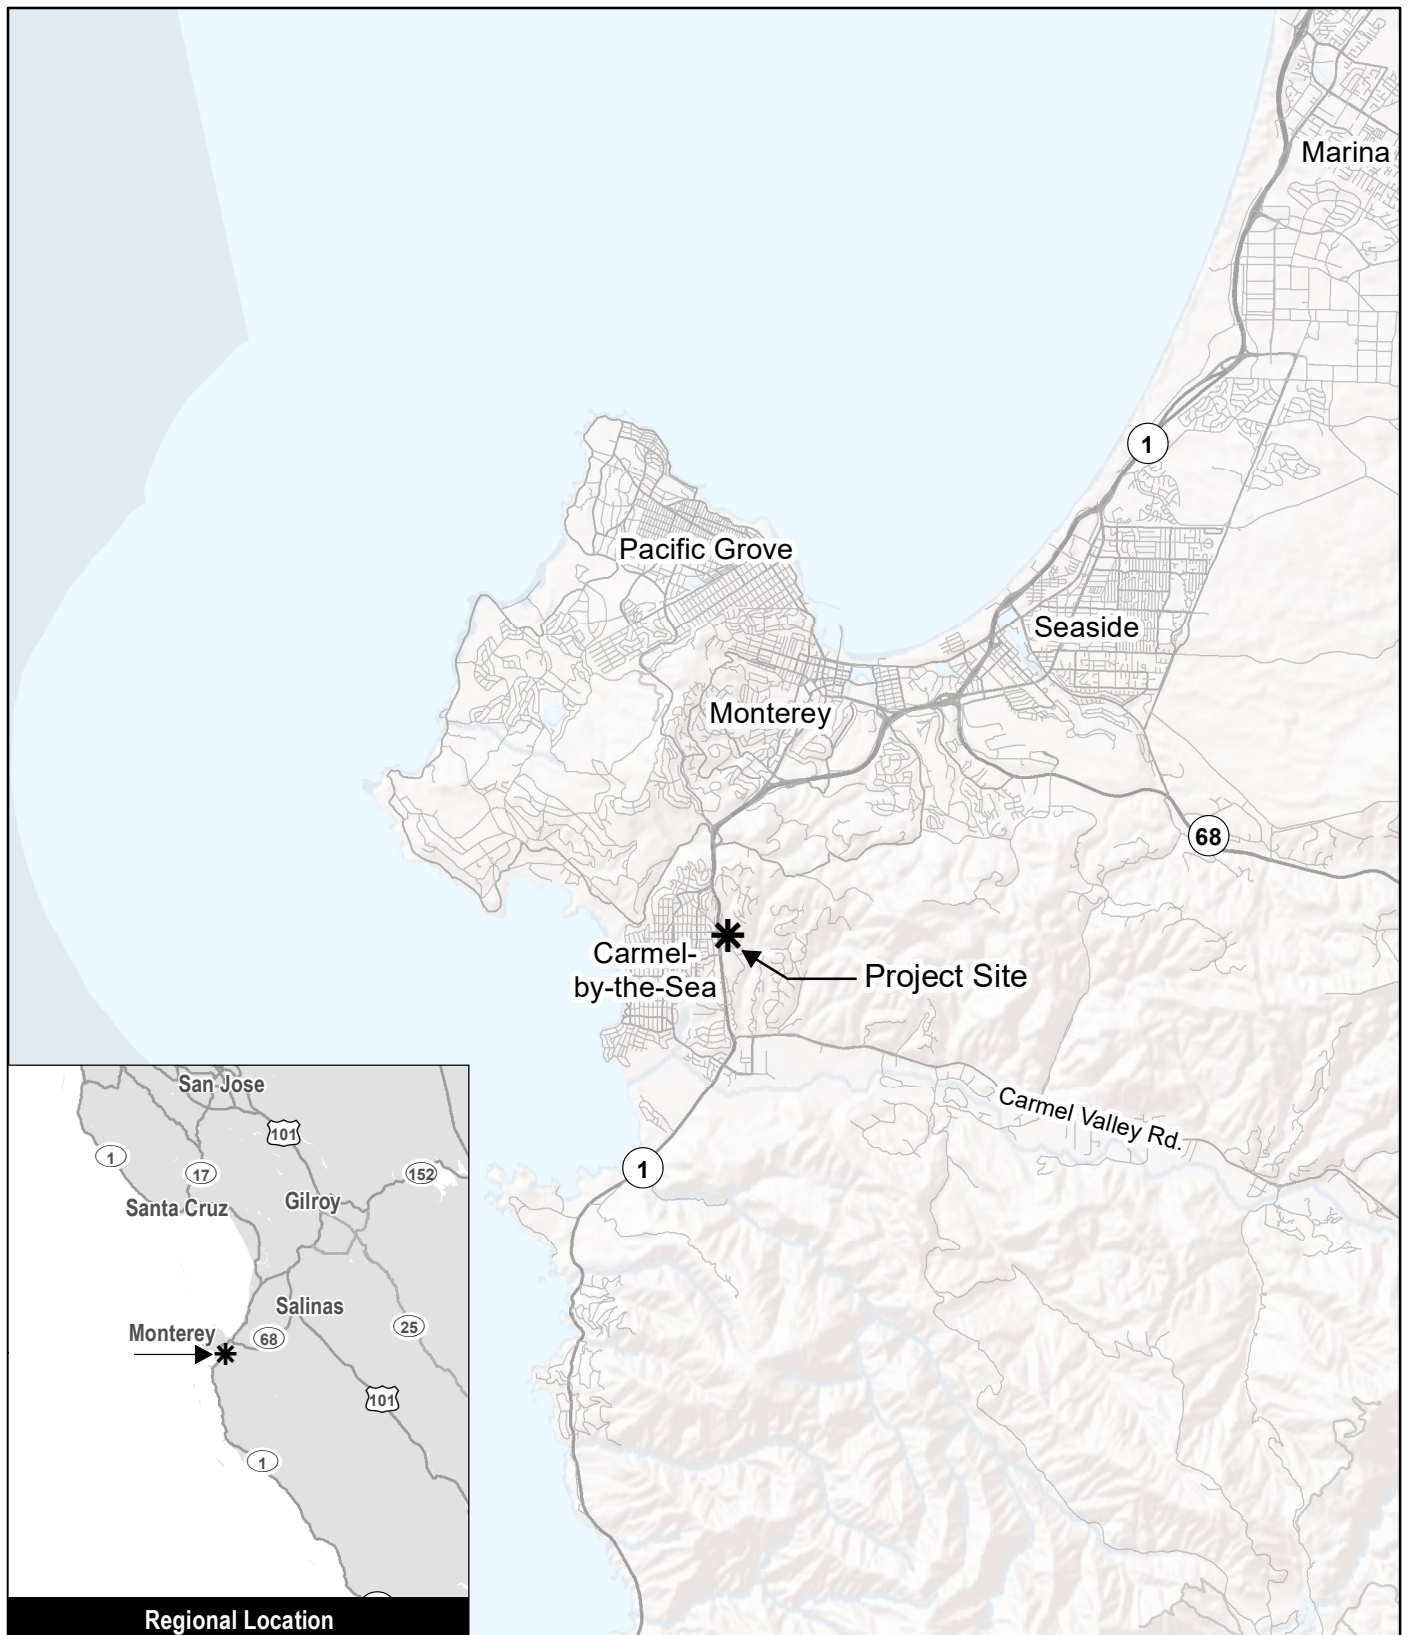 Marina
1
Pacific Grove
Seaside
Monterey
68
Carmel-
by-the-Sea
Project Site
Carmel Valley Rd.
1
San Jose
101
1
17
152
Santa Cruz
Gilroy
Salinas
Monterey
68
25
101
1
Regional Location